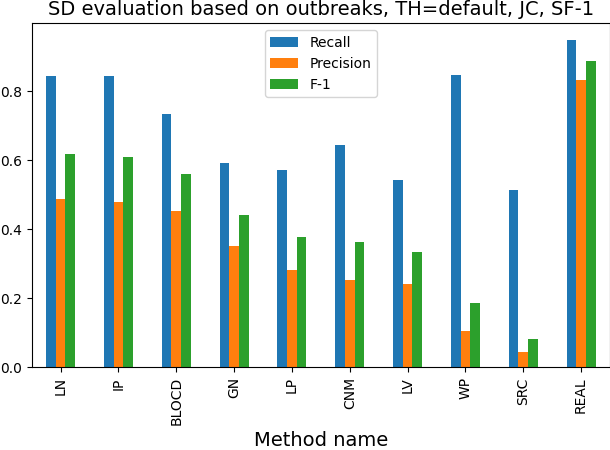 SD evaluation based on outbreaks, TH=default, JC, SF-1
Recall
Precision
F-1
0.8
0.6
0.4
0.2
0.0
LN
IP
BLOCD
GN
LP
CNM
LV
WP
SRC
REAL
Method name